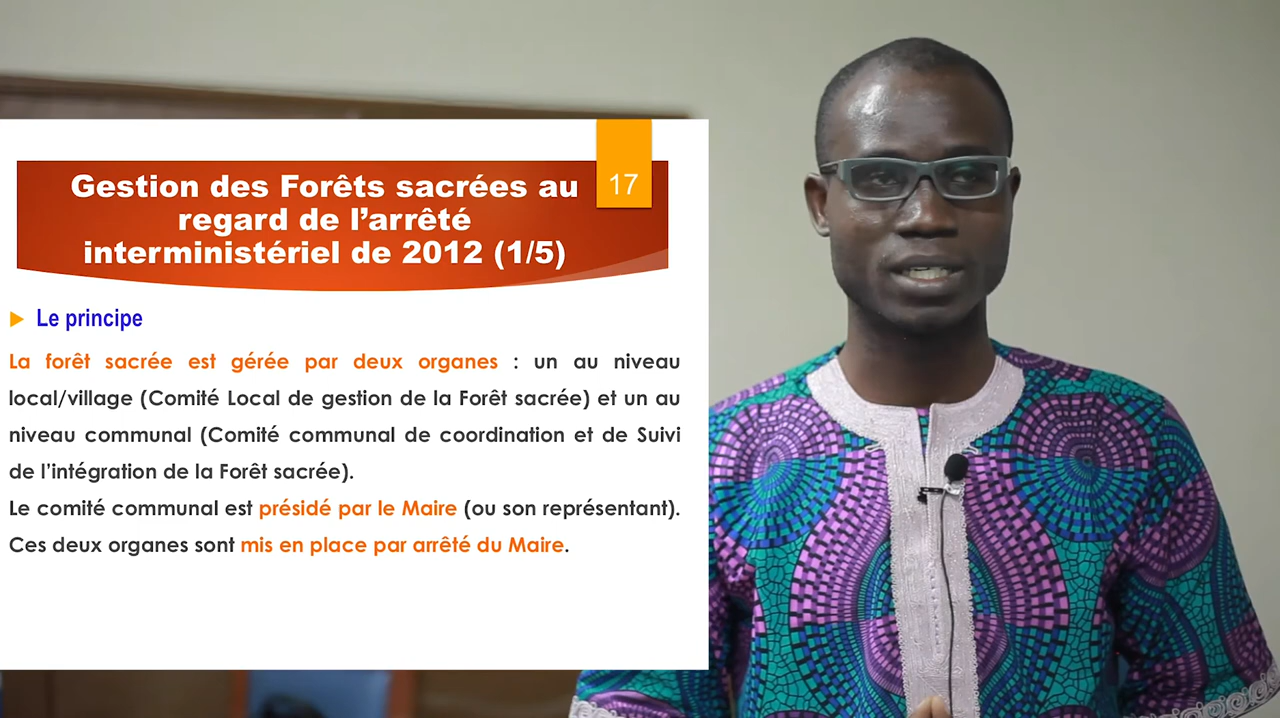 17
Gestion des Forêts sacrées au
regard de l’arrêté
interministériel de 2012 (1/5)
Le principe
La forêt sacrée est gérée par deux organes : un au niveau
local/village (Comité Local de gestion de la Forêt sacrée) et un au
niveau communal (Comité communal de coordination et de Suivi
de l’intégration de la Forêt sacrée).
Le comité communal est présidé par le Maire (ou son représentant).
Ces deux organes sont mis en place par arrêté du Maire.